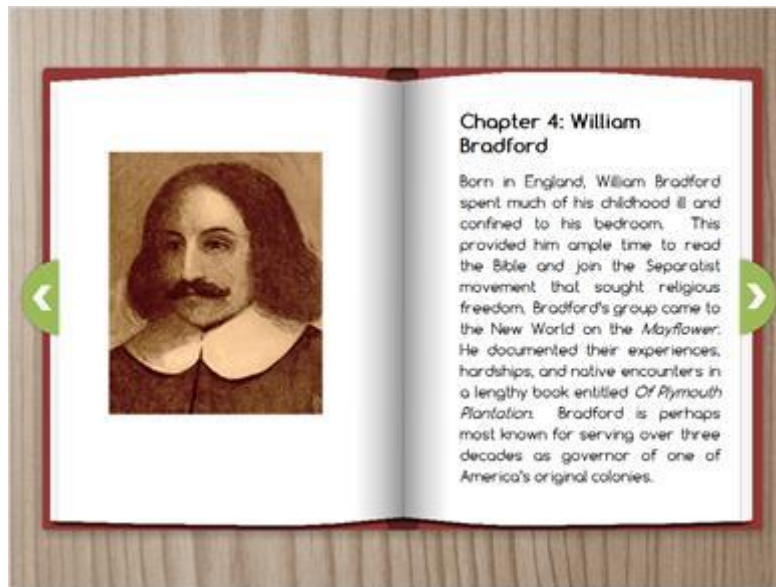 Chapter 4: William
Bradford
Born in England, William Bradford
spent much of his childhood ill and
confined to his bedroom. This
provided him ample time to read
the Bible and join the Separatist
movement that sought religious
freedom. Bradford's group came to
the New World on the Mayflower.
He documented their experiences,
hardships, and native encounters in
a lengthy book entitled Of Plymouth
Plantation. Bradford is perhaps
most known for serving over three
decades as governor of one of
America's original colonies.